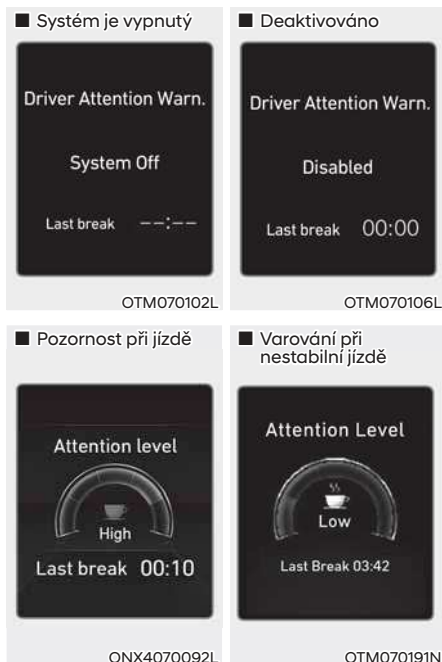 ■ Systém je vypnutý
Driver Attention Warn.
System Off
Last break --:--
OTM070102L
■ Deaktivováno
Driver Attention Warn.
Disabled
Last break 00:00
OTM070106L
■ Pozornost při jízdě
Attention level
High
Last break 00:10
ONX4070092L
■ Varování při
nestabilní jízdě
Attention Level
Low
Last Break 03:42
OTM070191N